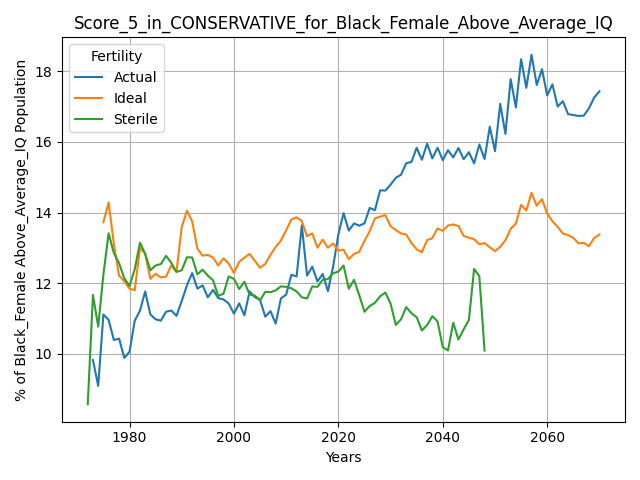 Score_5_in_CONSERVATIVE_for_Black_Female_Above_Average_IQ
Fertility
Actual
Ideal
Sterile
% of Black_Female Above_Average_IQ Population
18
16
14
12
10
1980
2000
2020
2040
2060
Years